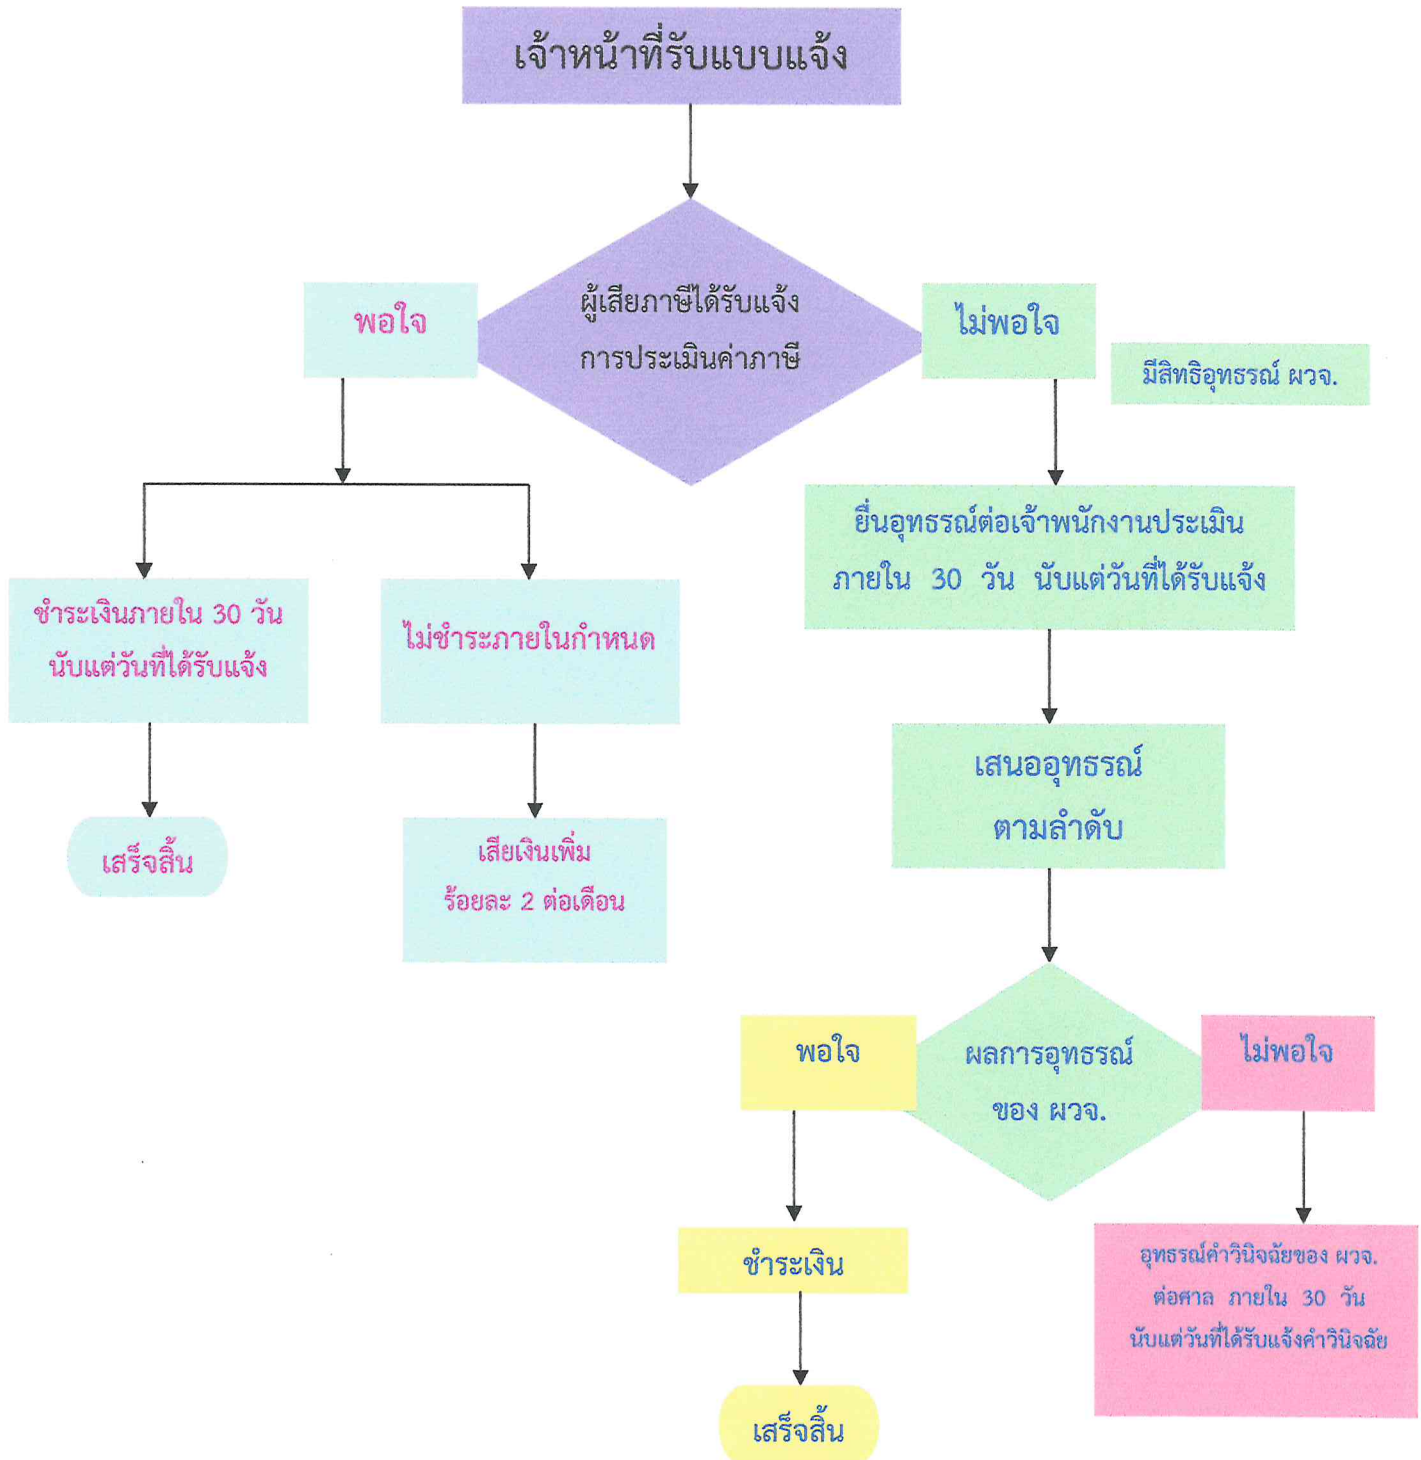 เจ้าหน้าที่รับแบบแจ้ง
ผู้เสียภาษีได้รับแจ้ง
การประเมินค่าภาษี
พอใจ
ไม่พอใจ
มีสิทธิอุทธรณ์ ผวจ.
ชำระเงินภายใน 30 วัน
นับแต่วันที่ได้รับแจ้ง
ไม่ชำระภายในกำหนด
ยื่นอุทธรณ์ต่อเจ้าพนักงานประเมิน
ภายใน 30 วัน นับแต่วันที่ได้รับแจ้ง
เสร็จสิ้น
เสียเงินเพิ่ม
ร้อยละ 2 ต่อเดือน
เสนออุทธรณ์
ตามลำดับ
พอใจ
ผลการอุทธรณ์
ของ ผวจ.
ไม่พอใจ
ชำระเงิน
อุทธรณ์คำวินิจฉัยของ ผวจ.
ต่อศาล ภายใน 30 วัน
นับแต่วันที่ได้รับแจ้งคำวินิจฉัย
เสร็จสิ้น